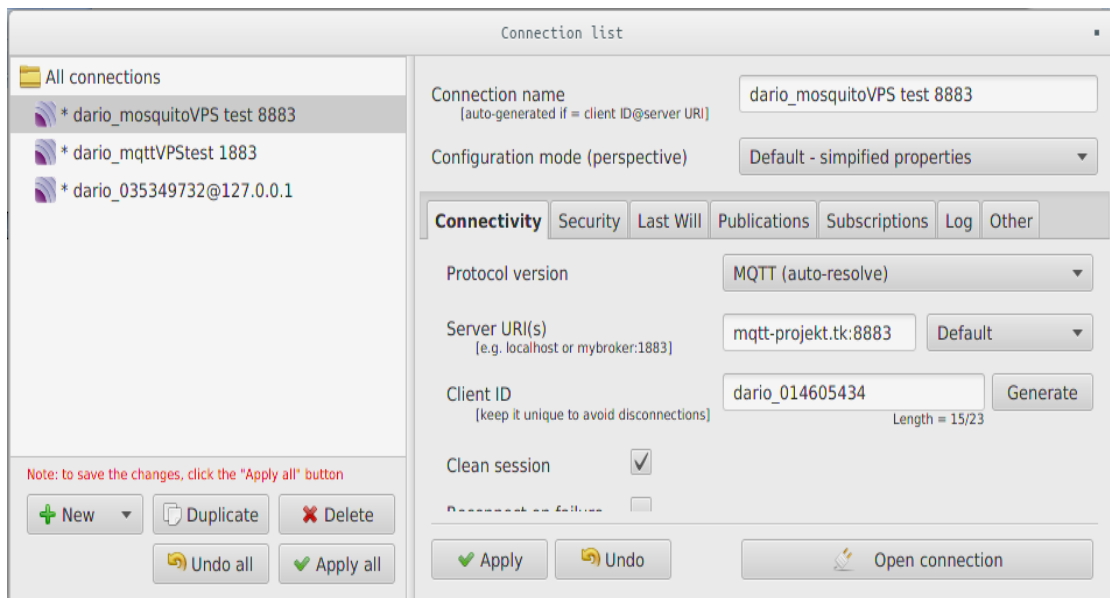 Connection list
All connections
* dario_mosquitoVPS test 8883
* dario_mqttVPStest 1883
* dario_035349732@127.0.0.1
Note: to save the changes, click the "Apply all" button
New
Duplicate
Delete
Undo all
Apply all
Connection name
[auto-generated if = client ID@server URI]
dario_mosquitoVPS test 8883
Configuration mode (perspective)
Default - simpified properties
Connectivity Security Last Will Publications Subscriptions Log Other
Protocol version
MQTT (auto-resolve)
Server URI(s)
[e.g. localhost or mybroker:1883]
mqtt-projekt.tk:8883
Default
Client ID
[keep it unique to avoid disconnections]
dario_014605434
Generate
Length = 15/23
Clean session
Reconnect on failure
Apply
Undo
Open connection